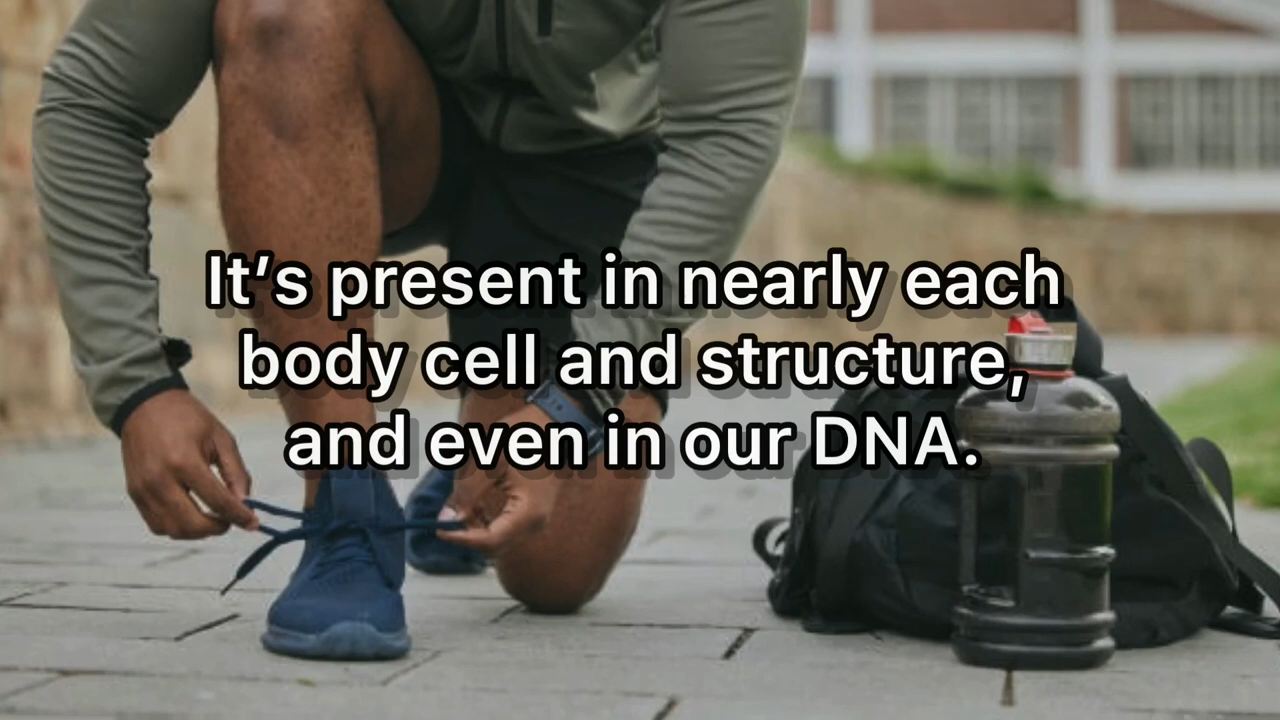 It’s present in nearly each
body cell and structure,
and even in our DNA.